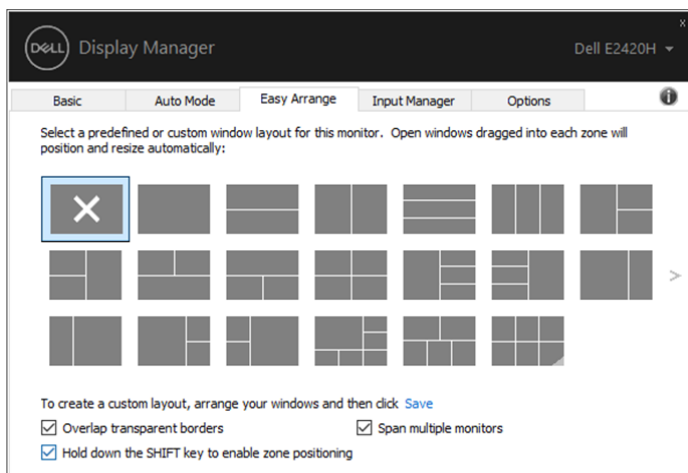 x
DELL Display Manager Dell E2420H
Basic Auto Mode Easy Arrange Input Manager Options
Select a predefined or custom window layout for this monitor. Open windows dragged into each zone will
position and resize automatically:
To create a custom layout, arrange your windows and then click Save
Overlap transparent borders Span multiple monitors
Hold down the SHIFT key to enable zone positioning